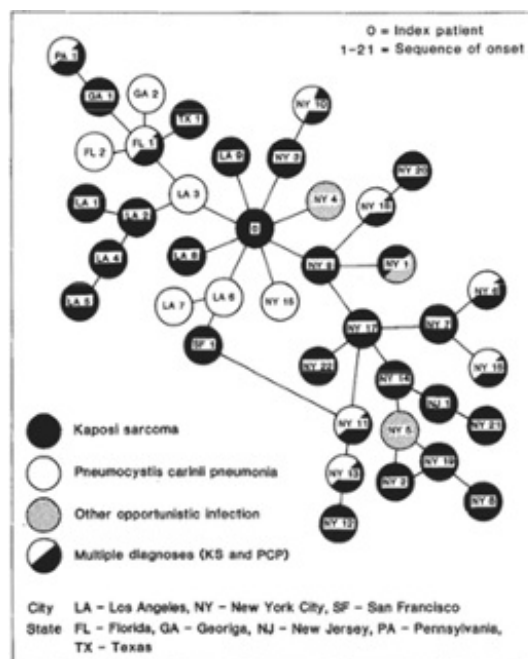 0 = Index patient
1-21 = Sequence of onset
PA 1
GA 1
GA 2
TX 1
NY 10
FL 2
FL 1
LA
NY 3
NY 20
LA 1
LA 2
LA 3
0
NY 4
NY 18
LA 4
LA 8
NY 9
NY 1
LA 5
LA 7
LA 6
NY 15
SF 1
NY 17
NY 7
NY 6
NY 22
NY 14
NY
NY 11
NY 5
NJ 1
NY 21
NY 13
NY 2
NY 19
NY 8
NY 12
Kaposi sarcoma
Pneumocystis carinii pneumonia
Other opportunistic infection
Multiple diagnoses (KS and PCP)
City LA - Los Angeles, NY - New York City, SF - San Francisco
State FL - Florida, GA - Georiga, NJ - New Jersey, PA - Pennsylvania,
TX - Texas